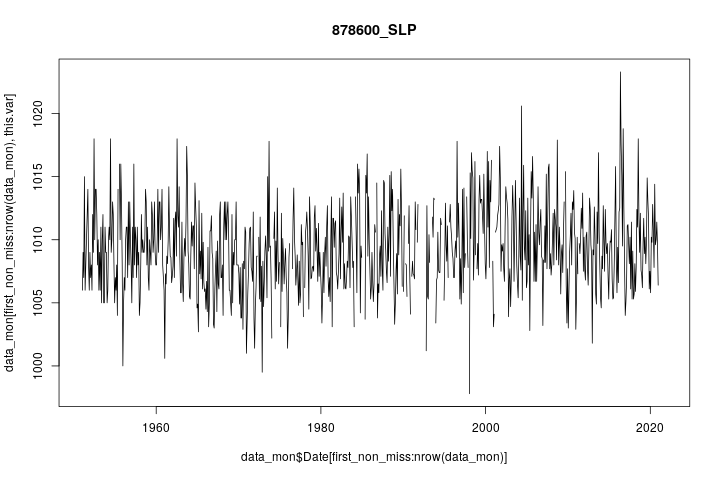 878600_SLP
data_mon[first_non_miss:nrow(data_mon), this.var]
1020
1015
1010
1005
1000
1960 1980 2000 2020
data_mon$Date[first_non_miss:nrow(data_mon)]